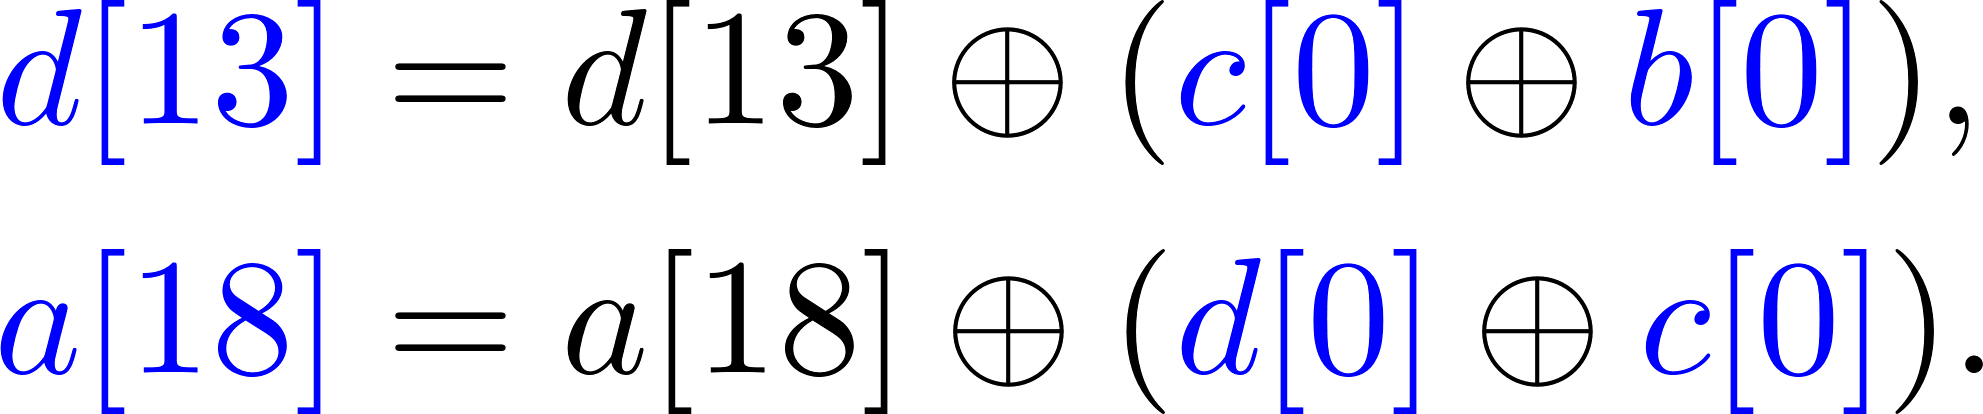 d[13] = d[13] ⊕ (c[0] ⊕ b[0]),
a[18] = a[18] ⊕ (d[0] ⊕ c[0]).